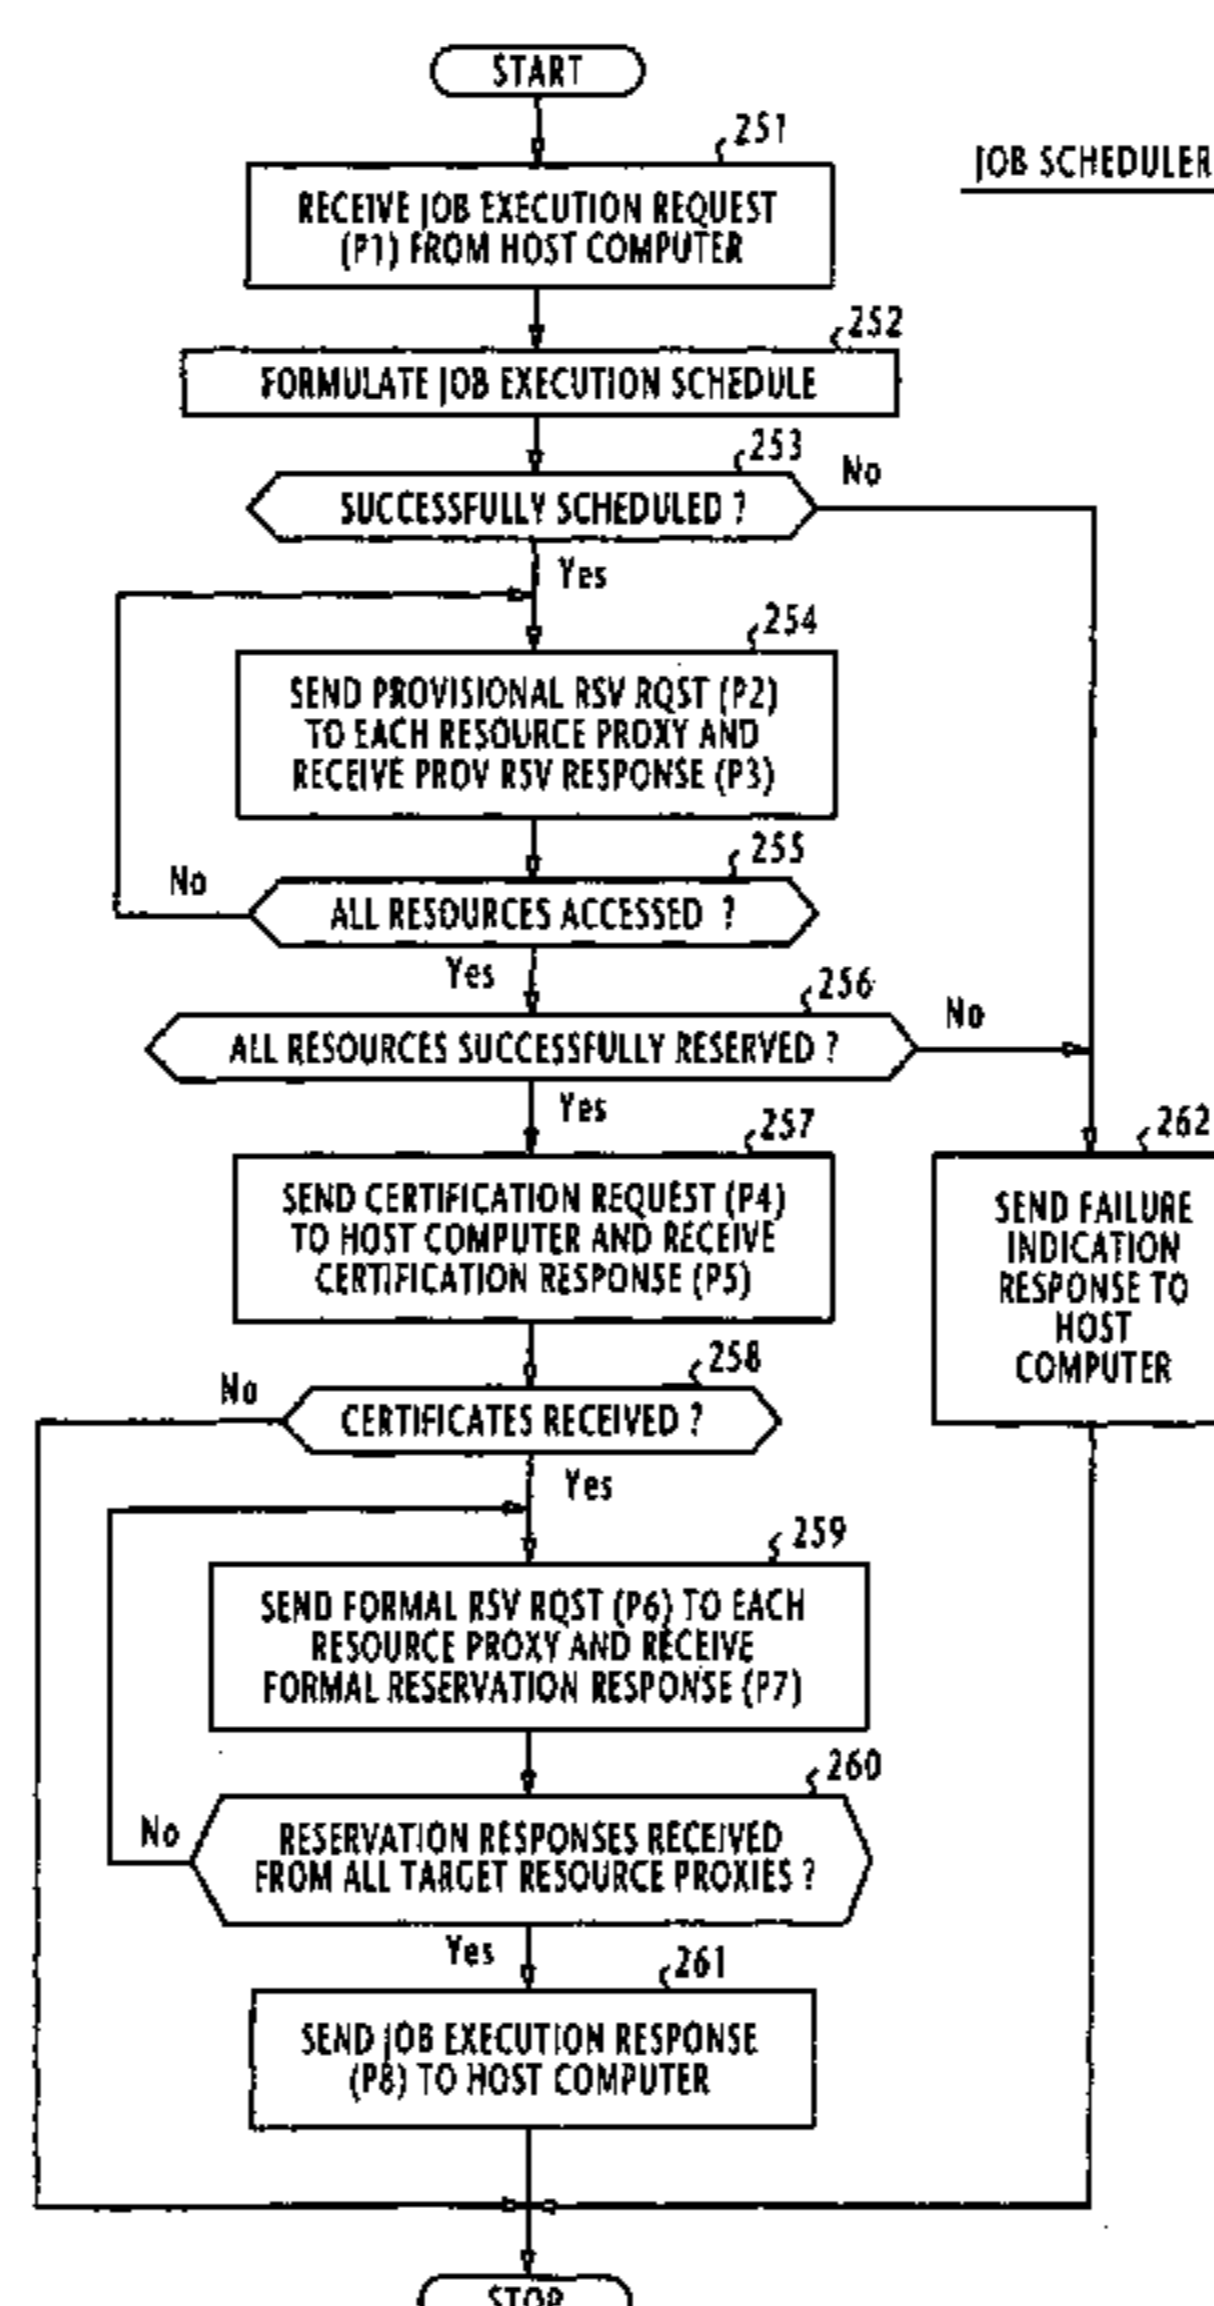 START
251
JOB SCHEDULER
RECEIVE JOB EXECUTION REQUEST
(P1) FROM HOST COMPUTER
252
FORMULATE JOB EXECUTION SCHEDULE
253
No
SUCCESSFULLY SCHEDULED ?
Yes
254
SEND PROVISIONAL RSV RQST (P2)
TO EACH RESOURCE PROXY AND
RECEIVE PROV RSV RESPONSE (P3)
255
No
ALL RESOURCES ACCESSED ?
Yes
256
No
ALL RESOURCES SUCCESSFULLY RESERVED ?
Yes
257
262
SEND CERTIFICATION REQUEST (P4)
TO HOST COMPUTER AND RECEIVE
CERTIFICATION RESPONSE (P5)
SEND FAILURE
INDICATION
RESPONSE TO
HOST
COMPUTER
258
No
CERTIFICATES RECEIVED ?
Yes
259
SEND FORMAL RSV RQST (P6) TO EACH
RESOURCE PROXY AND RECEIVE
FORMAL RESERVATION RESPONSE (P7)
260
No
RESERVATION RESPONSES RECEIVED
FROM ALL TARGET RESOURCE PROXIES ?
Yes
261
SEND JOB EXECUTION RESPONSE
(P8) TO HOST COMPUTER
STOP